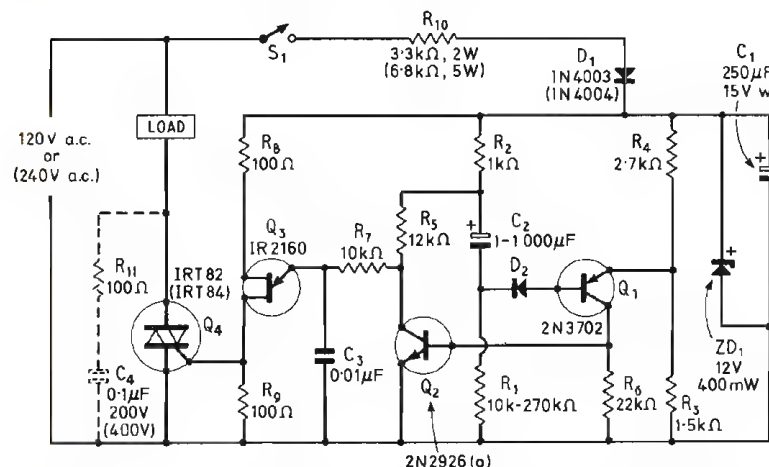 R10
3·3kΩ, 2W
(6·8kΩ, 5W)
S1
D1
1N4003
(1N4004)
C1
250μF
15V w
120V a.c.
or
(240V a.c.)
LOAD
R8
100Ω
R2
1kΩ
R4
2·7kΩ
Q3
IR2160
R7
10kΩ
R5
12kΩ
C2
1-1000μF
D2
Q1
2N3702
R11
100Ω
IRT82
(IRT84)
Q4
C4
0·1μF
200V
(400V)
R9
100Ω
C3
0·01μF
Q2
2N2926(o)
R1
10k-270kΩ
R6
22kΩ
R3
1·5kΩ
ZD1
12V
400mW
+
+
+